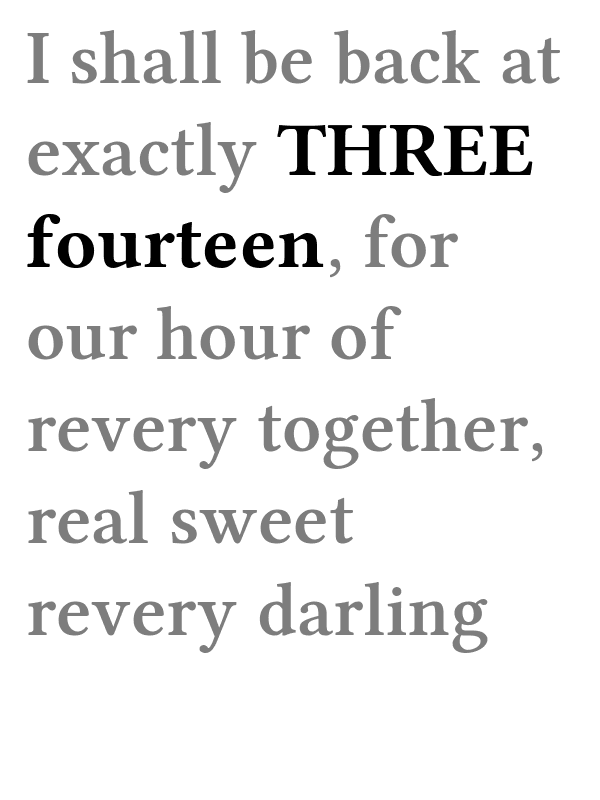 I shall be back at
exactly THREE
fourteen, for
our hour of
revery together,
real sweet
revery darling